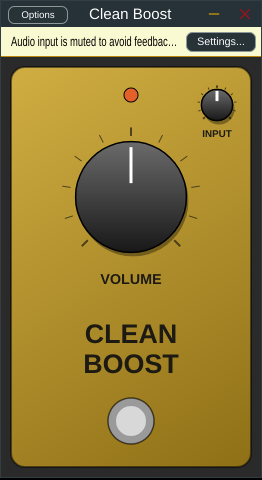 Options
Clean Boost
Audio input is muted to avoid feedbac...
Settings...
INPUT
VOLUME
CLEAN
BOOST